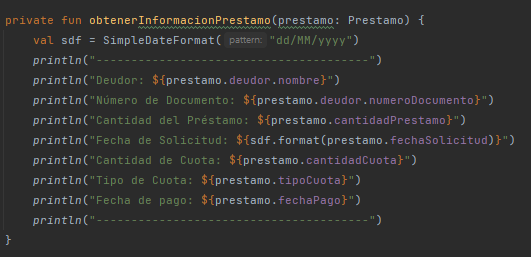 private fun obtenerInformacionPrestamo(prestamo: Prestamo) {
    val sdf = SimpleDateFormat( pattern: "dd/MM/yyyy")
    println("----------------------------------------")
    println("Deudor: ${prestamo.deudor.nombre}")
    println("Número de Documento: ${prestamo.deudor.numeroDocumento}")
    println("Cantidad del Préstamo: ${prestamo.cantidadPrestamo}")
    println("Fecha de Solicitud: ${sdf.format(prestamo.fechaSolicitud)}")
    println("Cantidad de Cuota: ${prestamo.cantidadCuota}")
    println("Tipo de Cuota: ${prestamo.tipoCuota}")
    println("Fecha de pago: ${prestamo.fechaPago}")
    println("----------------------------------------")
}